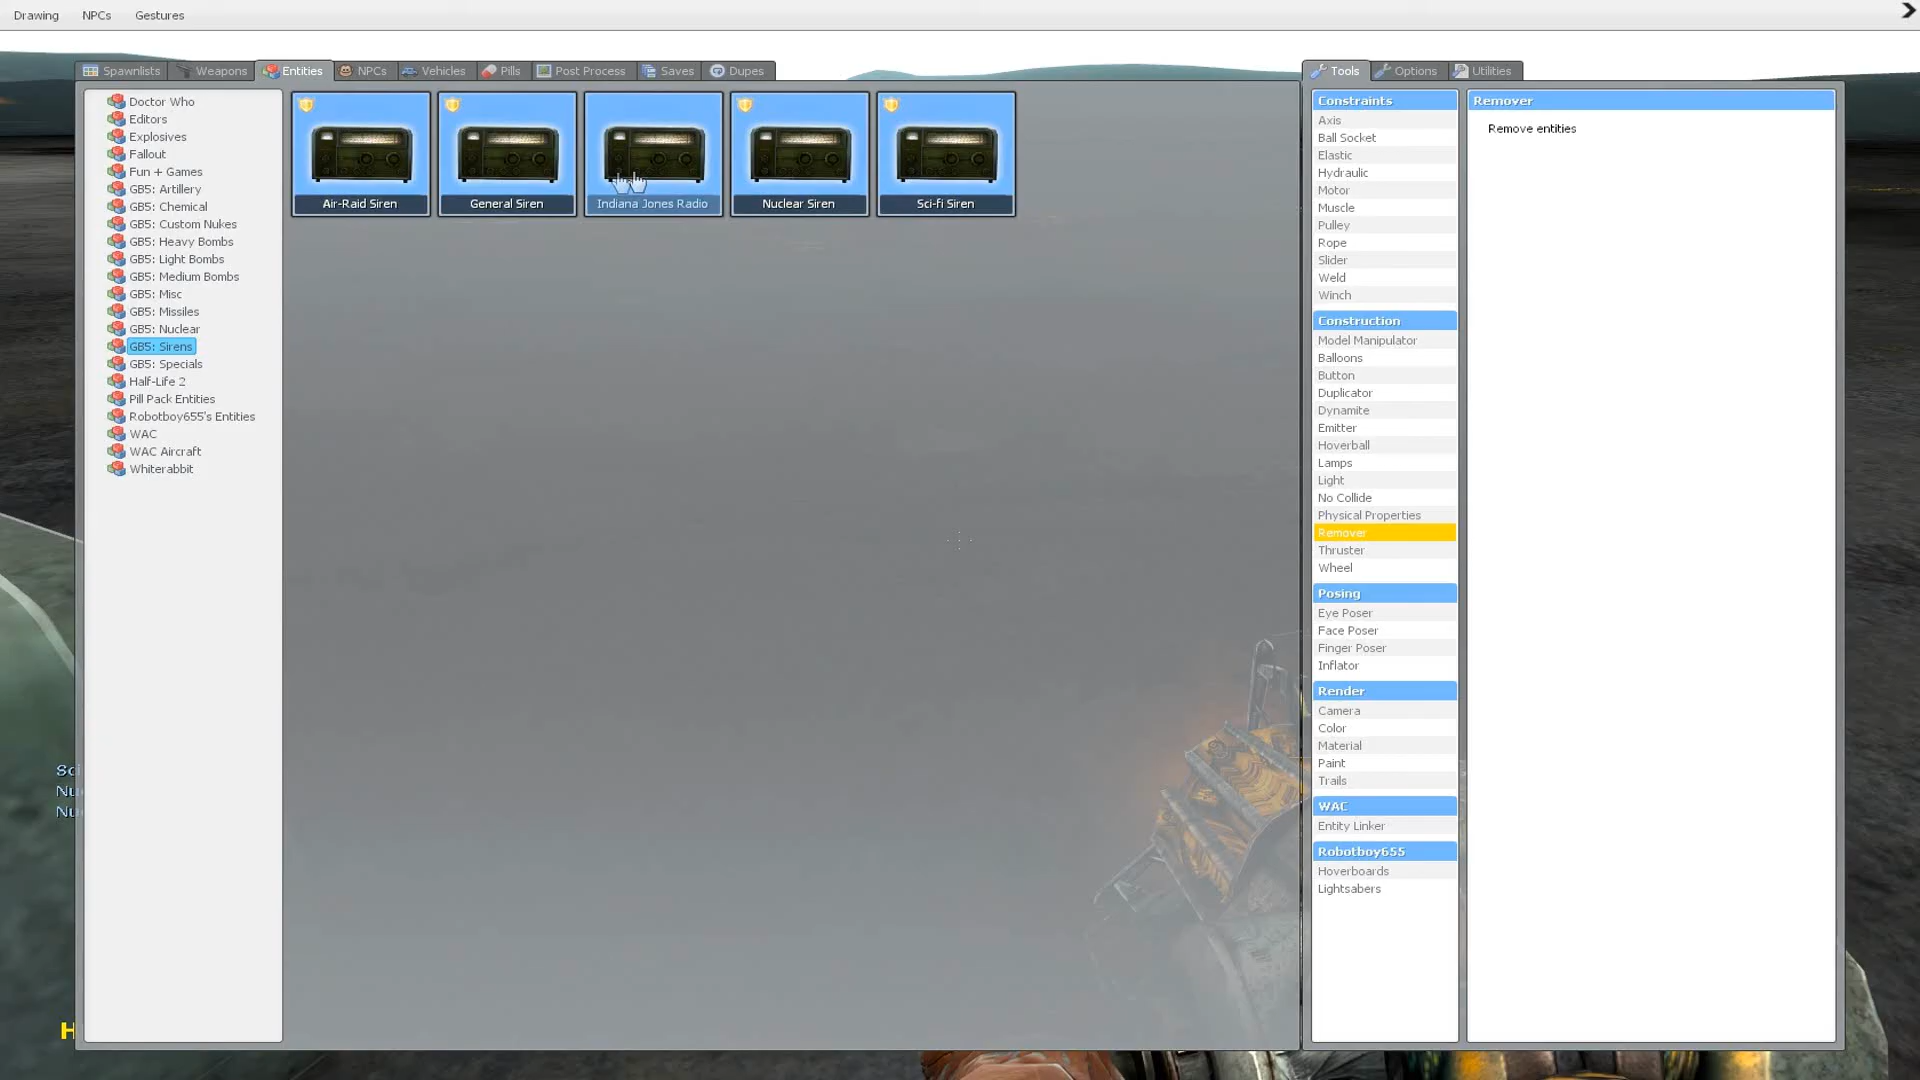 Drawing NPCs Gestures
Spawnlists Weapons Entities NPCs Vehicles Pills Post Process Saves Dupes
Tools Options Utilities
Doctor Who
Editors
Explosives
Fallout
Fun + Games
GB5: Artillery
GB5: Chemical
GB5: Custom Nukes
GB5: Heavy Bombs
GB5: Light Bombs
GB5: Medium Bombs
GB5: Misc
GB5: Missiles
GB5: Nuclear
GB5: Sirens
GB5: Specials
Half-Life 2
Pill Pack Entities
Robotboy655's Entities
WAC
WAC Aircraft
Whiterabbit
Air-Raid Siren
General Siren
Indiana Jones Radio
Nuclear Siren
Sci-fi Siren
Constraints
Axis
Ball Socket
Elastic
Hydraulic
Motor
Muscle
Pulley
Rope
Slider
Weld
Winch
Construction
Model Manipulator
Balloons
Button
Duplicator
Dynamite
Emitter
Hoverball
Lamps
Light
No Collide
Physical Properties
Remover
Thruster
Wheel
Posing
Eye Poser
Face Poser
Finger Poser
Inflator
Render
Camera
Color
Material
Paint
Trails
WAC
Entity Linker
Robotboy655
Hoverboards
Lightsabers
Remover
Remove entities
Sci
Nu
Nu
H